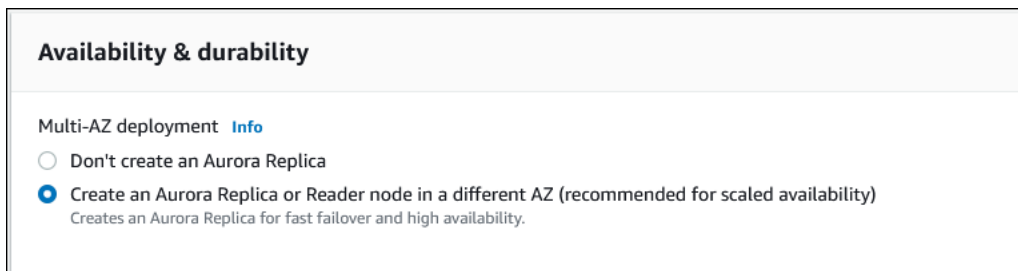 Availability & durability
Multi-AZ deployment Info
Don't create an Aurora Replica
Create an Aurora Replica or Reader node in a different AZ (recommended for scaled availability)
Creates an Aurora Replica for fast failover and high availability.